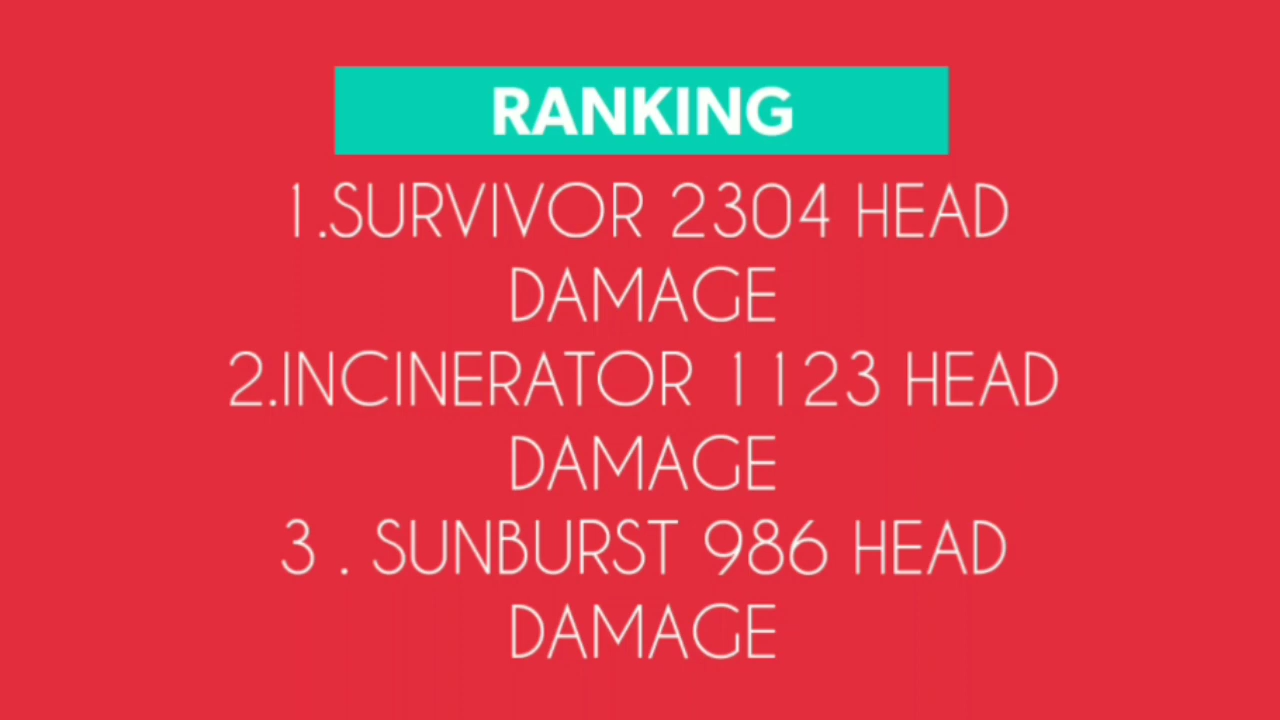 RANKING
1.SURVIVOR 2304 HEAD
DAMAGE
2.INCINERATOR 1123 HEAD
DAMAGE
3 . SUNBURST 986 HEAD
DAMAGE